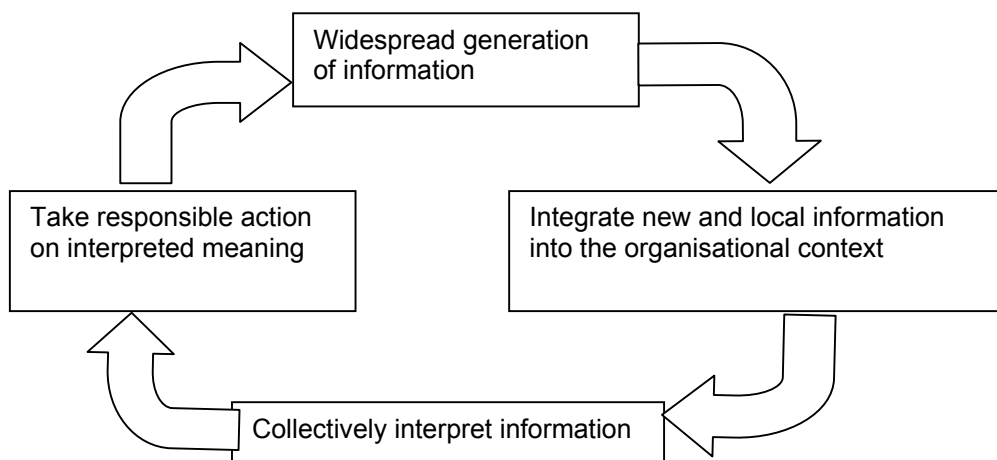 Widespread generation
of information
Integrate new and local information
into the organisational context
Collectively interpret information
Take responsible action
on interpreted meaning